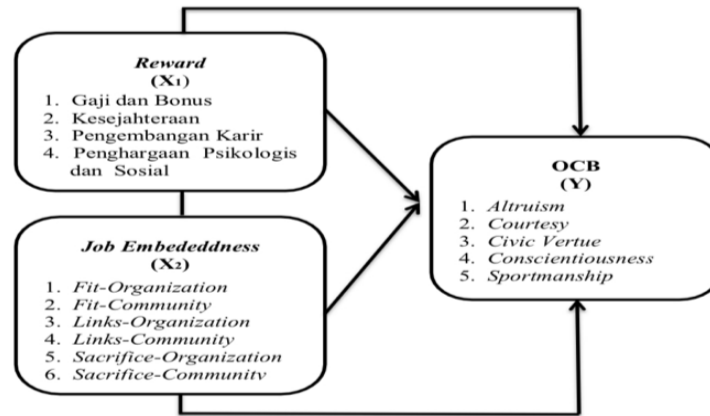 Reward
(X1)
1. Gaji dan Bonus
2. Kesejahteraan
3. Pengembangan Karir
4. Penghargaan Psikologis
dan Sosial
Job Embededdness
(X2)
1. Fit-Organization
2. Fit-Community
3. Links-Organization
4. Links-Community
5. Sacrifice-Organization
6. Sacrifice-Community
OCB
(Y)
1. Altruism
2. Courtesy
3. Civic Vertue
4. Conscientiousness
5. Sportmanship